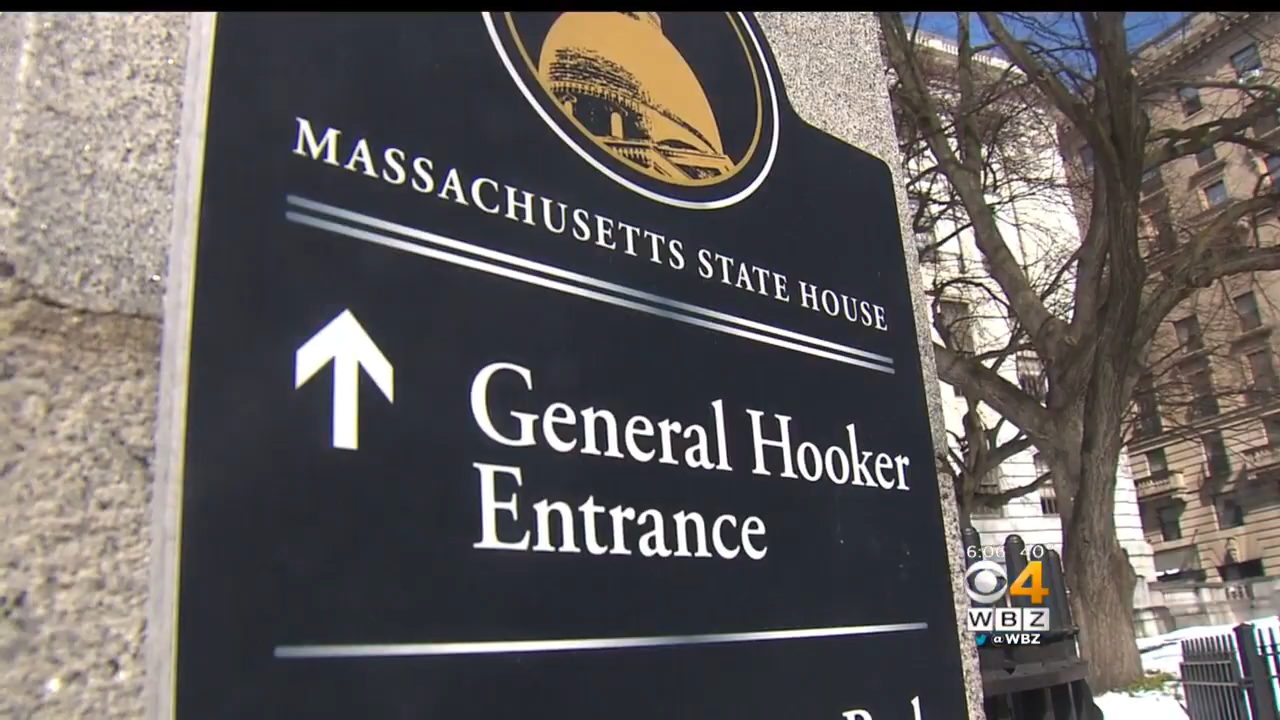 MASSACHUSETTS STATE HOUSE
General Hooker
Entrance
6:06 40°
4
WBZ
@WBZ